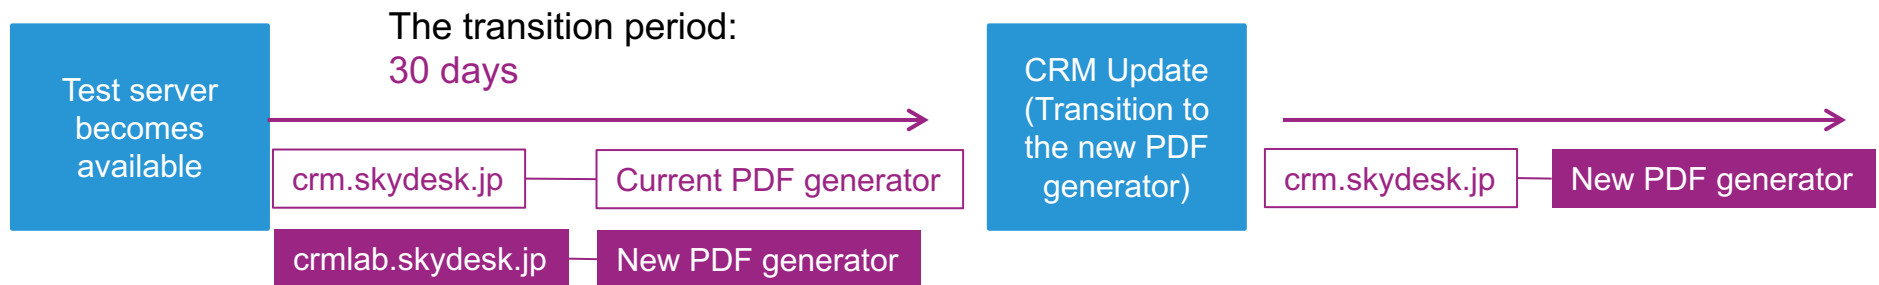 Test server
becomes
available
The transition period:
30 days
crm.skydesk.jp
Current PDF generator
crmlab.skydesk.jp
New PDF generator
CRM Update
(Transition to
the new PDF
generator)
crm.skydesk.jp
New PDF generator